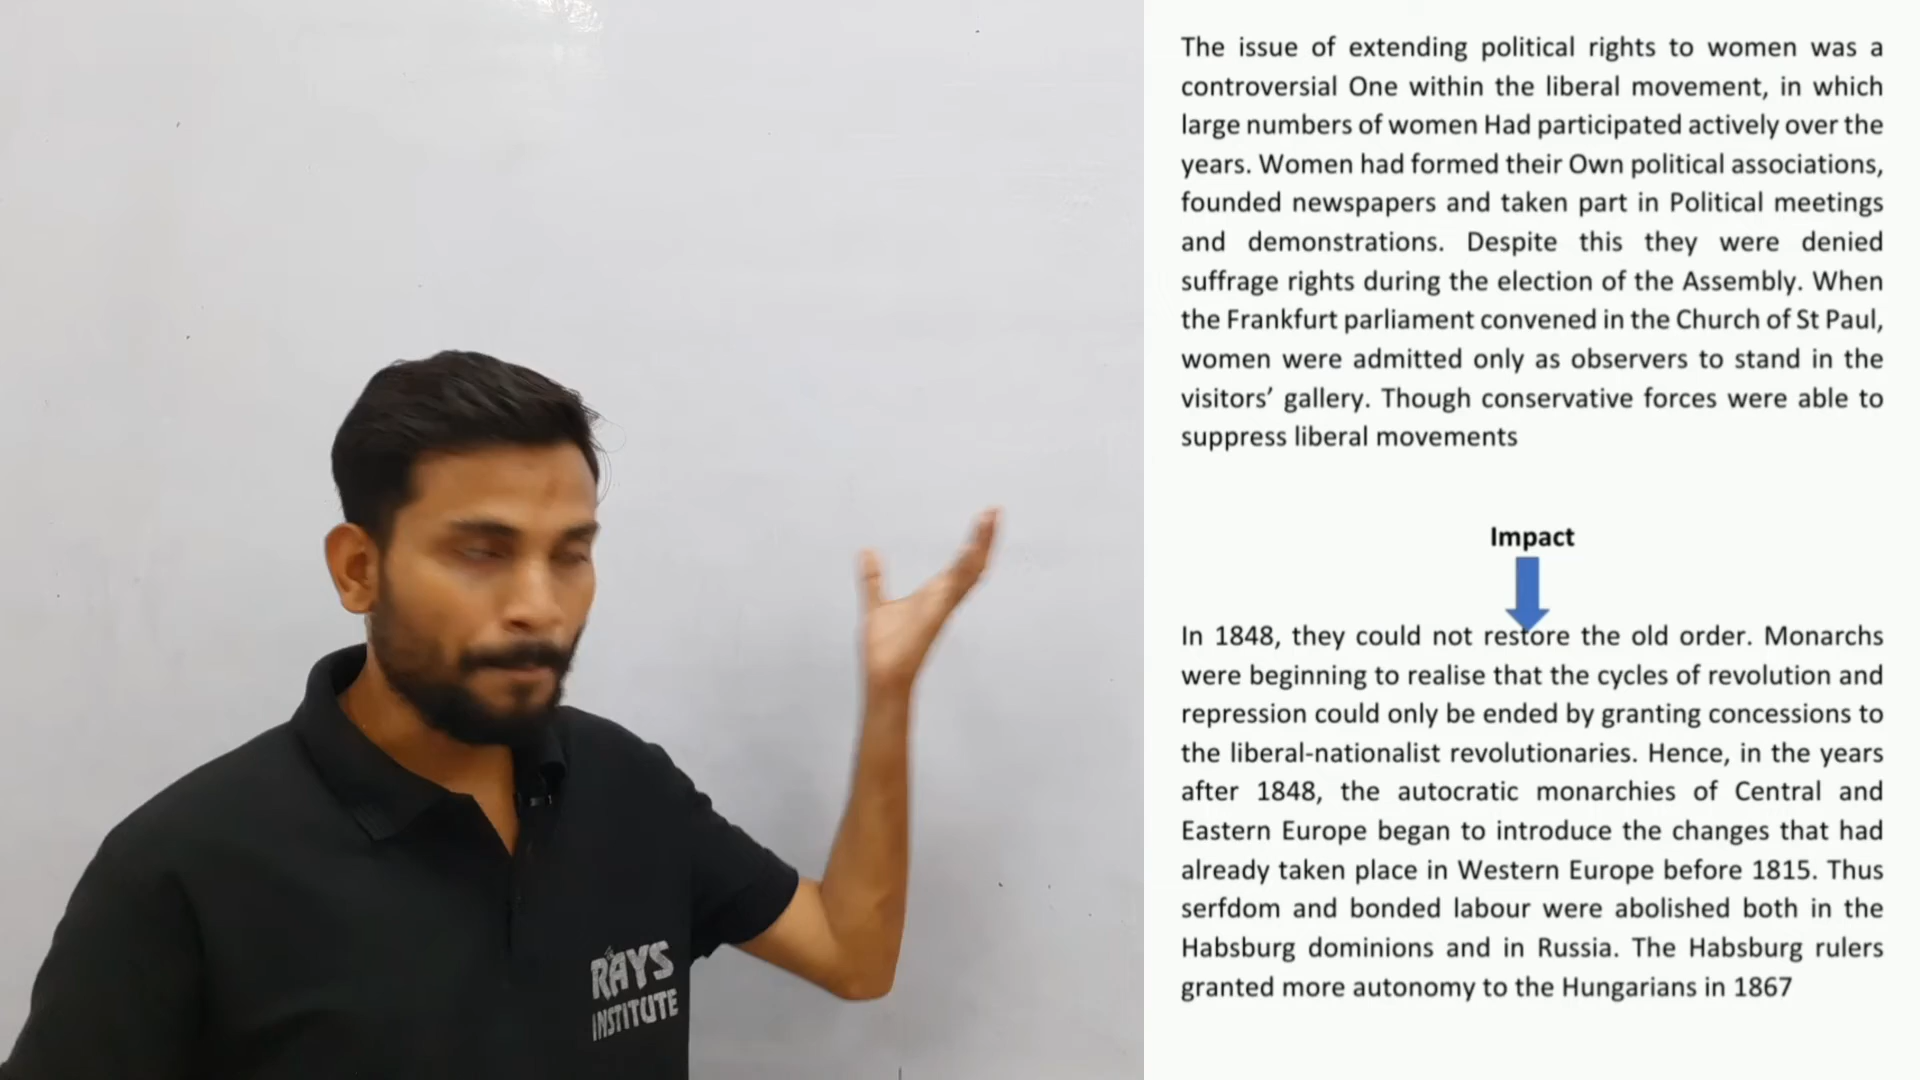 The issue of extending political rights to women was a
controversial One within the liberal movement, in which
large numbers of women Had participated actively over the
years. Women had formed their Own political associations,
founded newspapers and taken part in Political meetings
and demonstrations. Despite this they were denied
suffrage rights during the election of the Assembly. When
the Frankfurt parliament convened in the Church of St Paul,
women were admitted only as observers to stand in the
visitors’ gallery. Though conservative forces were able to
suppress liberal movements
Impact
In 1848, they could not restore the old order. Monarchs
were beginning to realise that the cycles of revolution and
repression could only be ended by granting concessions to
the liberal-nationalist revolutionaries. Hence, in the years
after 1848, the autocratic monarchies of Central and
Eastern Europe began to introduce the changes that had
already taken place in Western Europe before 1815. Thus
serfdom and bonded labour were abolished both in the
Habsburg dominions and in Russia. The Habsburg rulers
granted more autonomy to the Hungarians in 1867
RAYS
INSTITUTE